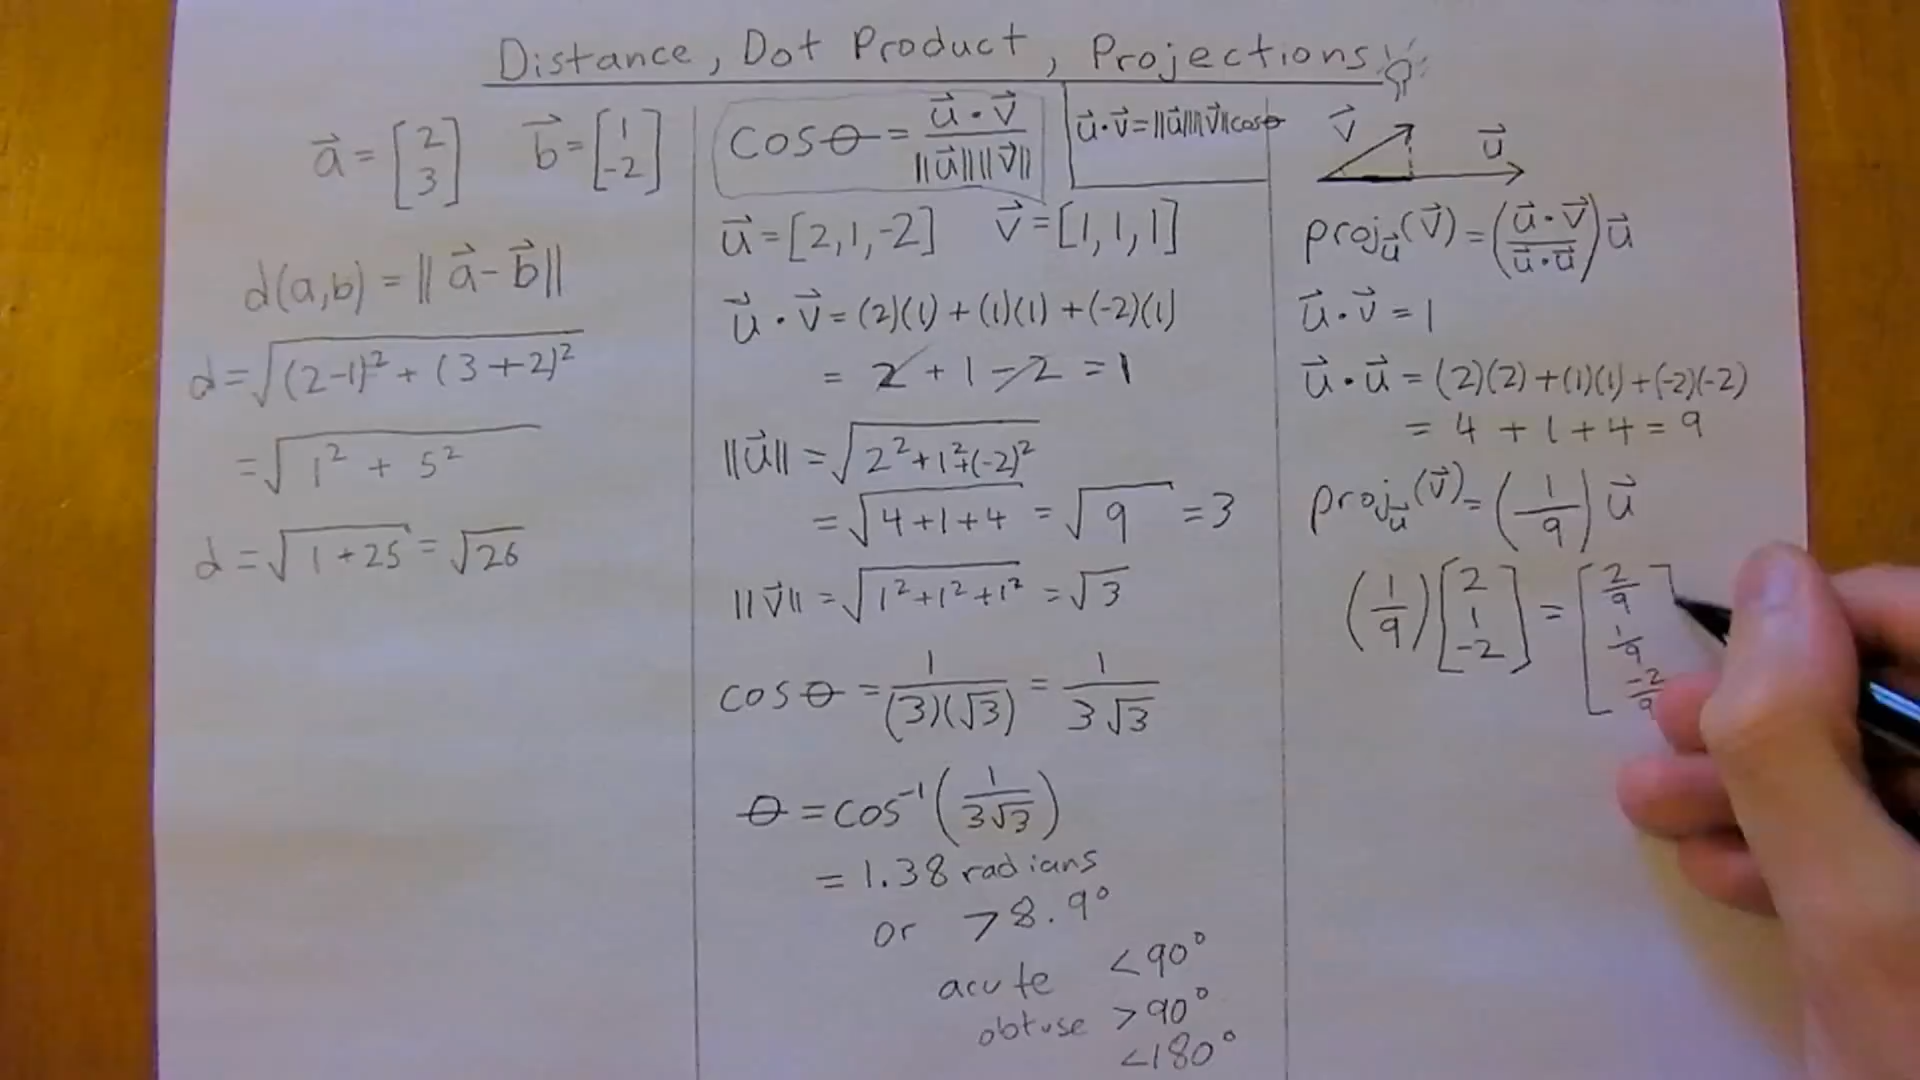 Distance, Dot Product, Projections
a⃗ = [2 3] b⃗ = [1 -2]
d(a,b) = ||a⃗ - b⃗||
d = √((2-1)² + (3+2)²)
= √(1² + 5²)
d = √(1+25) = √26
cosθ = (u⃗ · v⃗)/(||u⃗|| ||v⃗||)
u⃗ · v⃗ = ||u⃗|| ||v⃗|| cosθ
u⃗ = [2, 1, -2] v⃗ = [1, 1, 1]
u⃗ · v⃗ = (2)(1) + (1)(1) + (-2)(1)
= 2 + 1 - 2 = 1
||u⃗|| = √(2² + 1² + (-2)²)
= √(4+1+4) = √9 = 3
||v⃗|| = √(1² + 1² + 1²) = √3
cosθ = 1/((3)(√3)) = 1/(3√3)
θ = cos⁻¹(1/(3√3))
= 1.38 radians
or 78.9°
acute <90°
obtuse >90°
<180°
v⃗ u⃗
proj_u⃗(v⃗) = ((u⃗ · v⃗)/(u⃗ · u⃗)) u⃗
u⃗ · v⃗ = 1
u⃗ · u⃗ = (2)(2) + (1)(1) + (-2)(-2)
= 4 + 1 + 4 = 9
proj_u⃗(v⃗) = (1/9) u⃗
(1/9) [2 1 -2] = [2/9 1/9 -2/9]